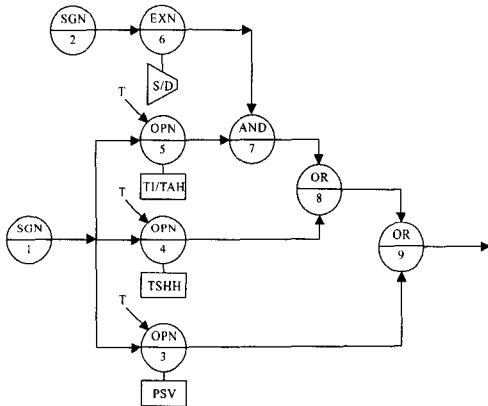 SGN
2
EXN
6
S/D
T
OPN
5
TI/TAH
AND
7
OR
8
T
SGN
1
OPN
4
TSHH
OR
9
T
OPN
3
PSV